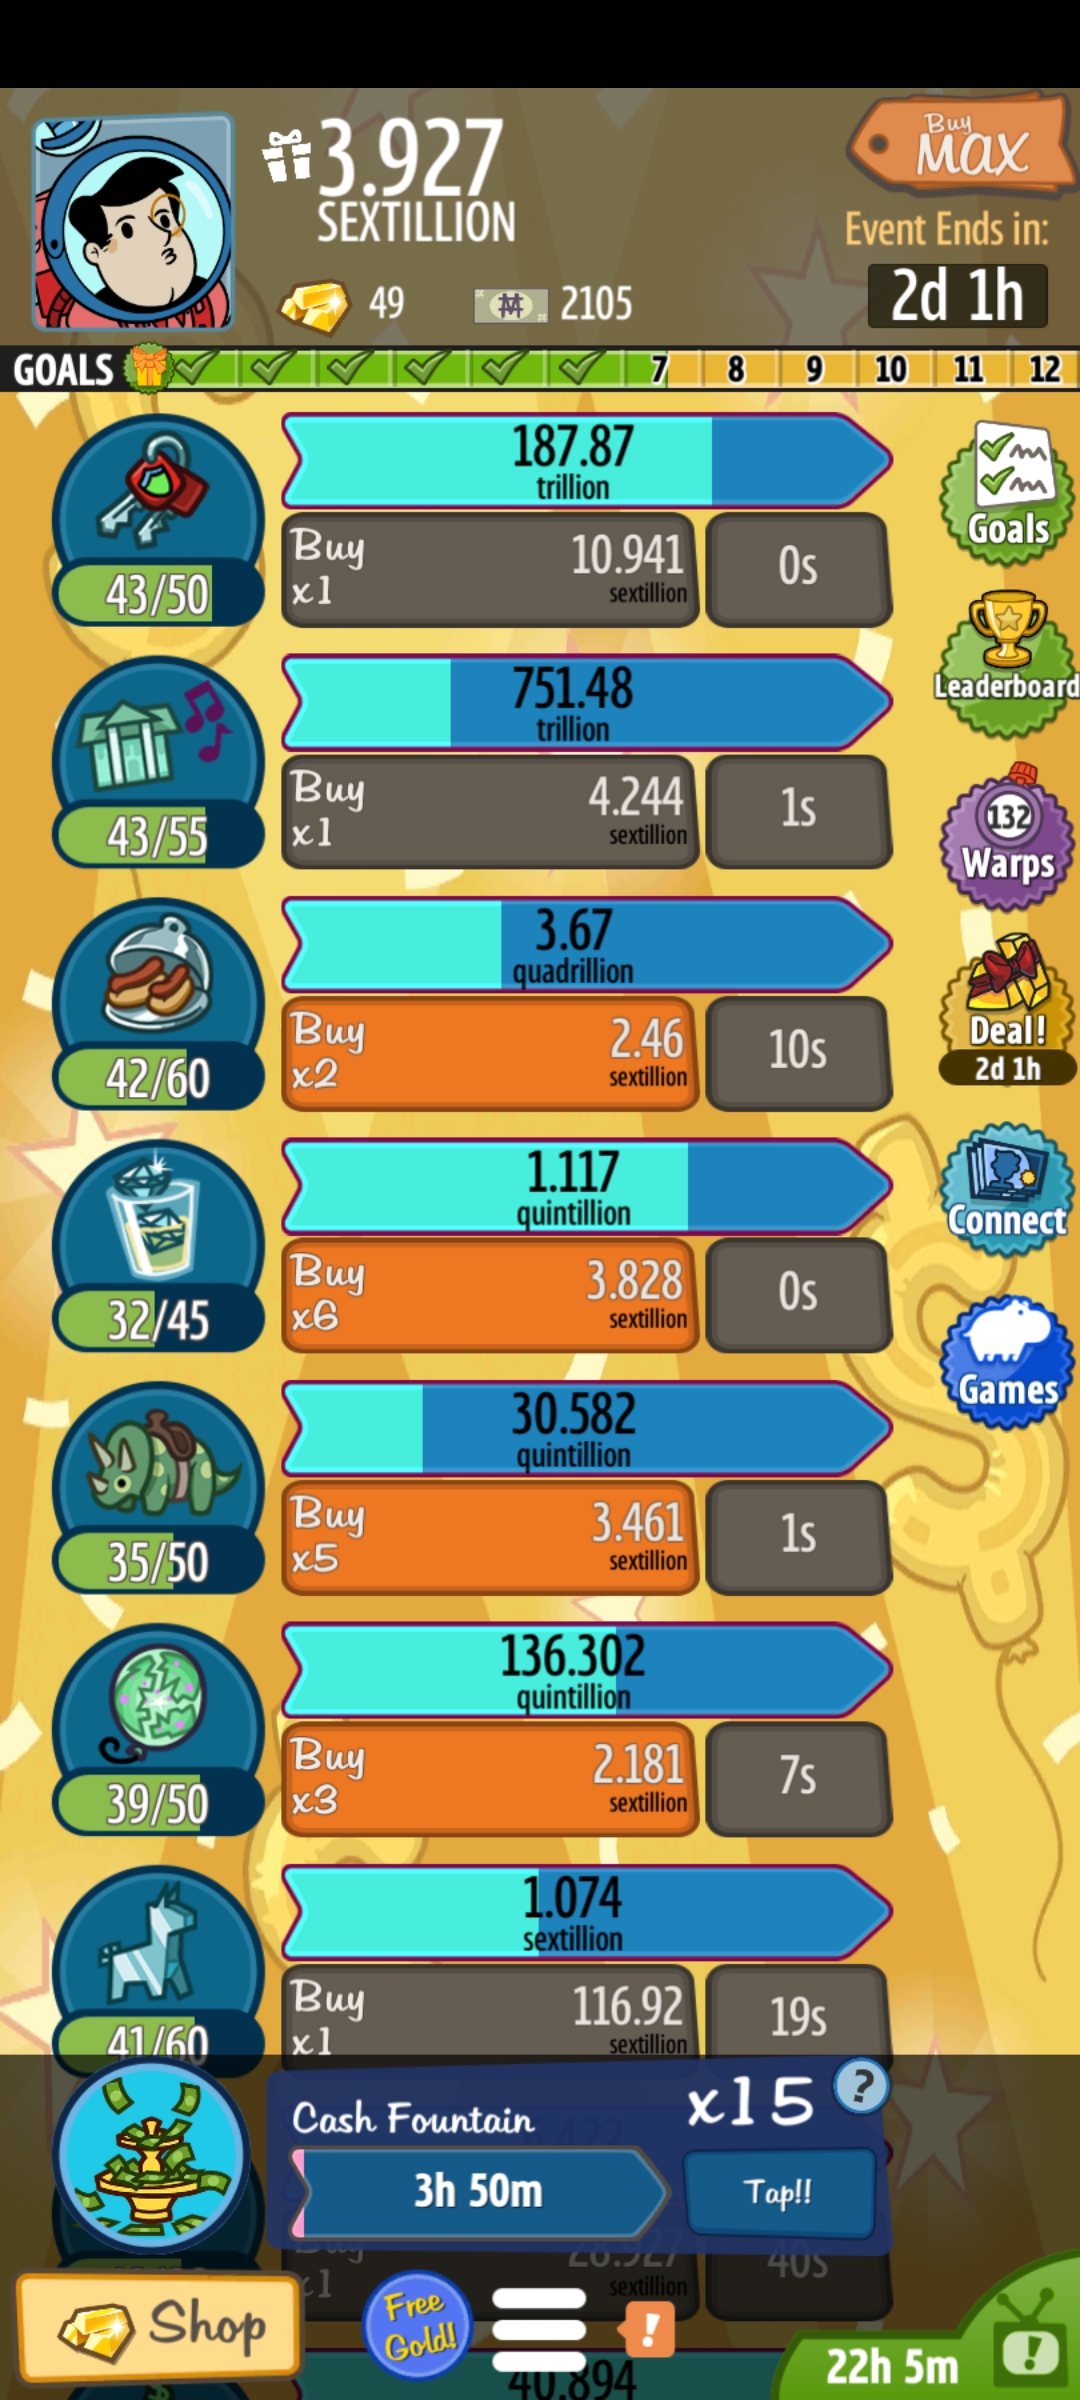 3.927
SEXTILLION
Buy
MAX
Event Ends in:
2d 1h
49
2105
GOALS
7 8 9 10 11 12
187.87
trillion
Buy
x1
10.941
sextillion
0s
43/50
Goals
751.48
trillion
Buy
x1
4.244
sextillion
1s
43/55
Leaderboard
132
Warps
3.67
quadrillion
Buy
x2
2.46
sextillion
10s
42/60
Deal!
2d 1h
1.117
quintillion
Buy
x6
3.828
sextillion
0s
32/45
Connect
30.582
quintillion
Buy
x5
3.461
sextillion
1s
35/50
Games
136.302
quintillion
Buy
x3
2.181
sextillion
7s
39/50
1.074
sextillion
Buy
x1
116.92
sextillion
19s
41/60
Cash Fountain
x15
?
3h 50m
Tap!!
Buy
x1
28.927
sextillion
40s
Shop
Free
Gold!
!
40.894
22h 5m
!